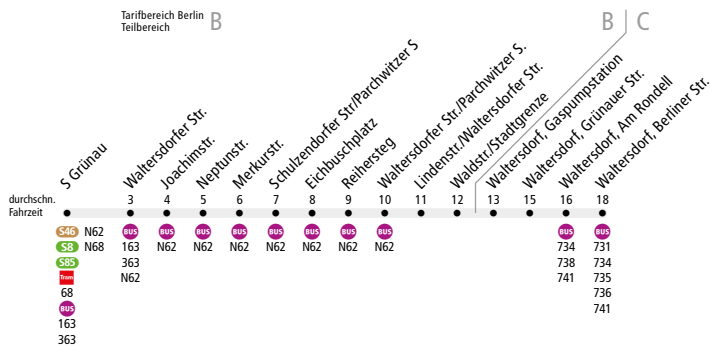 Tarifbereich Berlin
Teilbereich
B
B
C
S Grünau
Waltersdorfer Str.
Joachimstr.
Neptunstr.
Merkurstr.
Schulzendorfer Str/Parchwitzer S
Eichbuschplatz
Reihersteg
Waltersdorfer Str./Parchwitzer S.
Lindenstr./Waltersdorfer Str.
Waldstr/Stadtgrenze
Waltersdorf, Gaspumpstation
Waltersdorf, Grünauer Str.
Waltersdorf, Am Rondell
Waltersdorf, Berliner Str.
durchschn. 3 4 5 6 7 8 9 10 11 12 13 15 16 18
Fahrzeit
S46 N62 BUS BUS BUS BUS BUS BUS BUS BUS BUS BUS
S8 N68 163 N62 N62 N62 N62 N62 N62 N62 734 731
S85 363 738 734
Tram N62 741 735
68 736
BUS 741
163
363